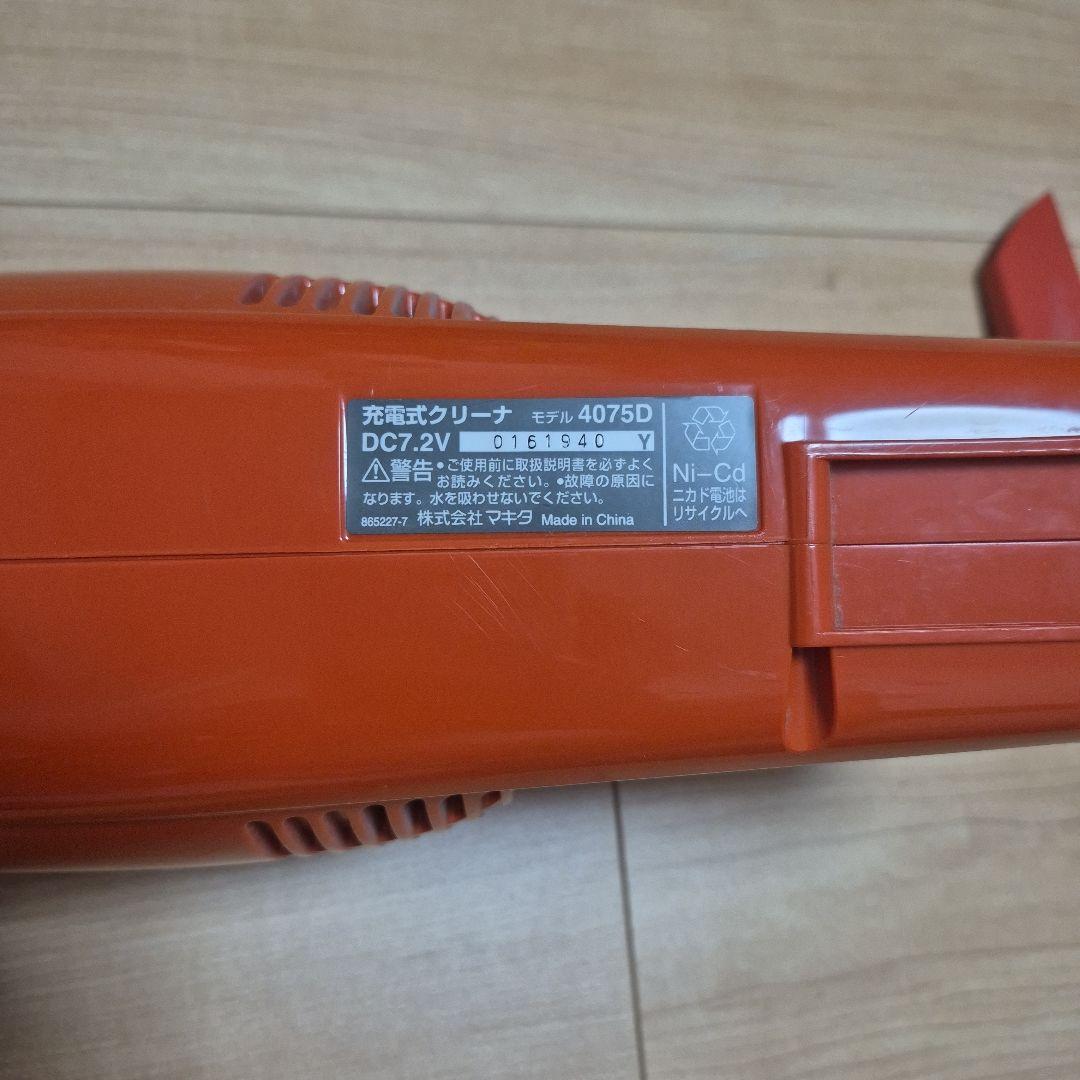 充電式クリーナ モデル 4075D
DC7.2V 0161940 Y
⚠警告 •ご使用前に取扱説明書を必ずよく
お読みください。•故障の原因に
なります。水を吸わせないでください。
865227-7 株式会社マキタ Made in China
Ni-Cd
ニカド電池は
リサイクルへ